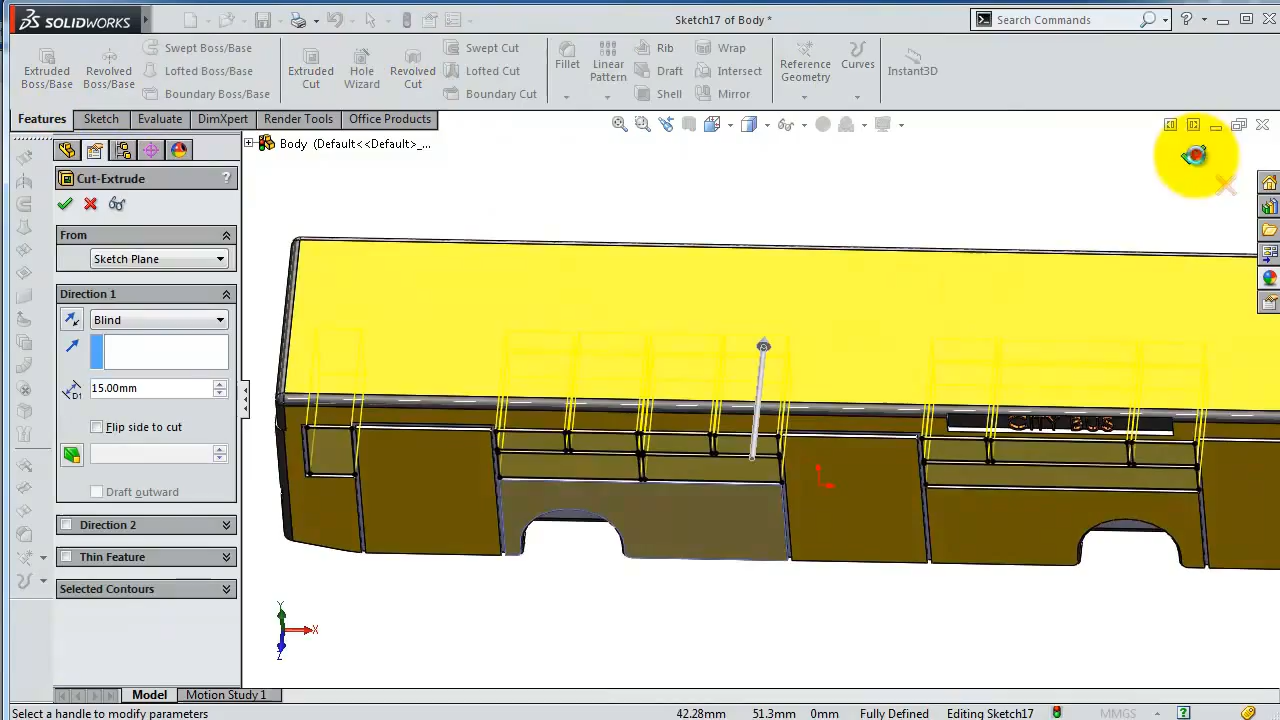 SOLIDWORKS
Sketch17 of Body *
Search Commands
Extruded Boss/Base
Revolved Boss/Base
Swept Boss/Base
Lofted Boss/Base
Boundary Boss/Base
Extruded Cut
Hole Wizard
Revolved Cut
Swept Cut
Lofted Cut
Boundary Cut
Fillet
Linear Pattern
Rib
Draft
Shell
Wrap
Intersect
Mirror
Reference Geometry
Curves
Instant3D
Features
Sketch
Evaluate
DimXpert
Render Tools
Office Products
Body (Default<<Default>_...
Cut-Extrude
?
From
Sketch Plane
Direction 1
Blind
D1
15.00mm
Flip side to cut
Draft outward
Direction 2
Thin Feature
Selected Contours
CITY BUS
Y
X
Z
Model
Motion Study 1
Select a handle to modify parameters
42.28mm
51.3mm
0mm
Fully Defined
Editing Sketch17
MMGS